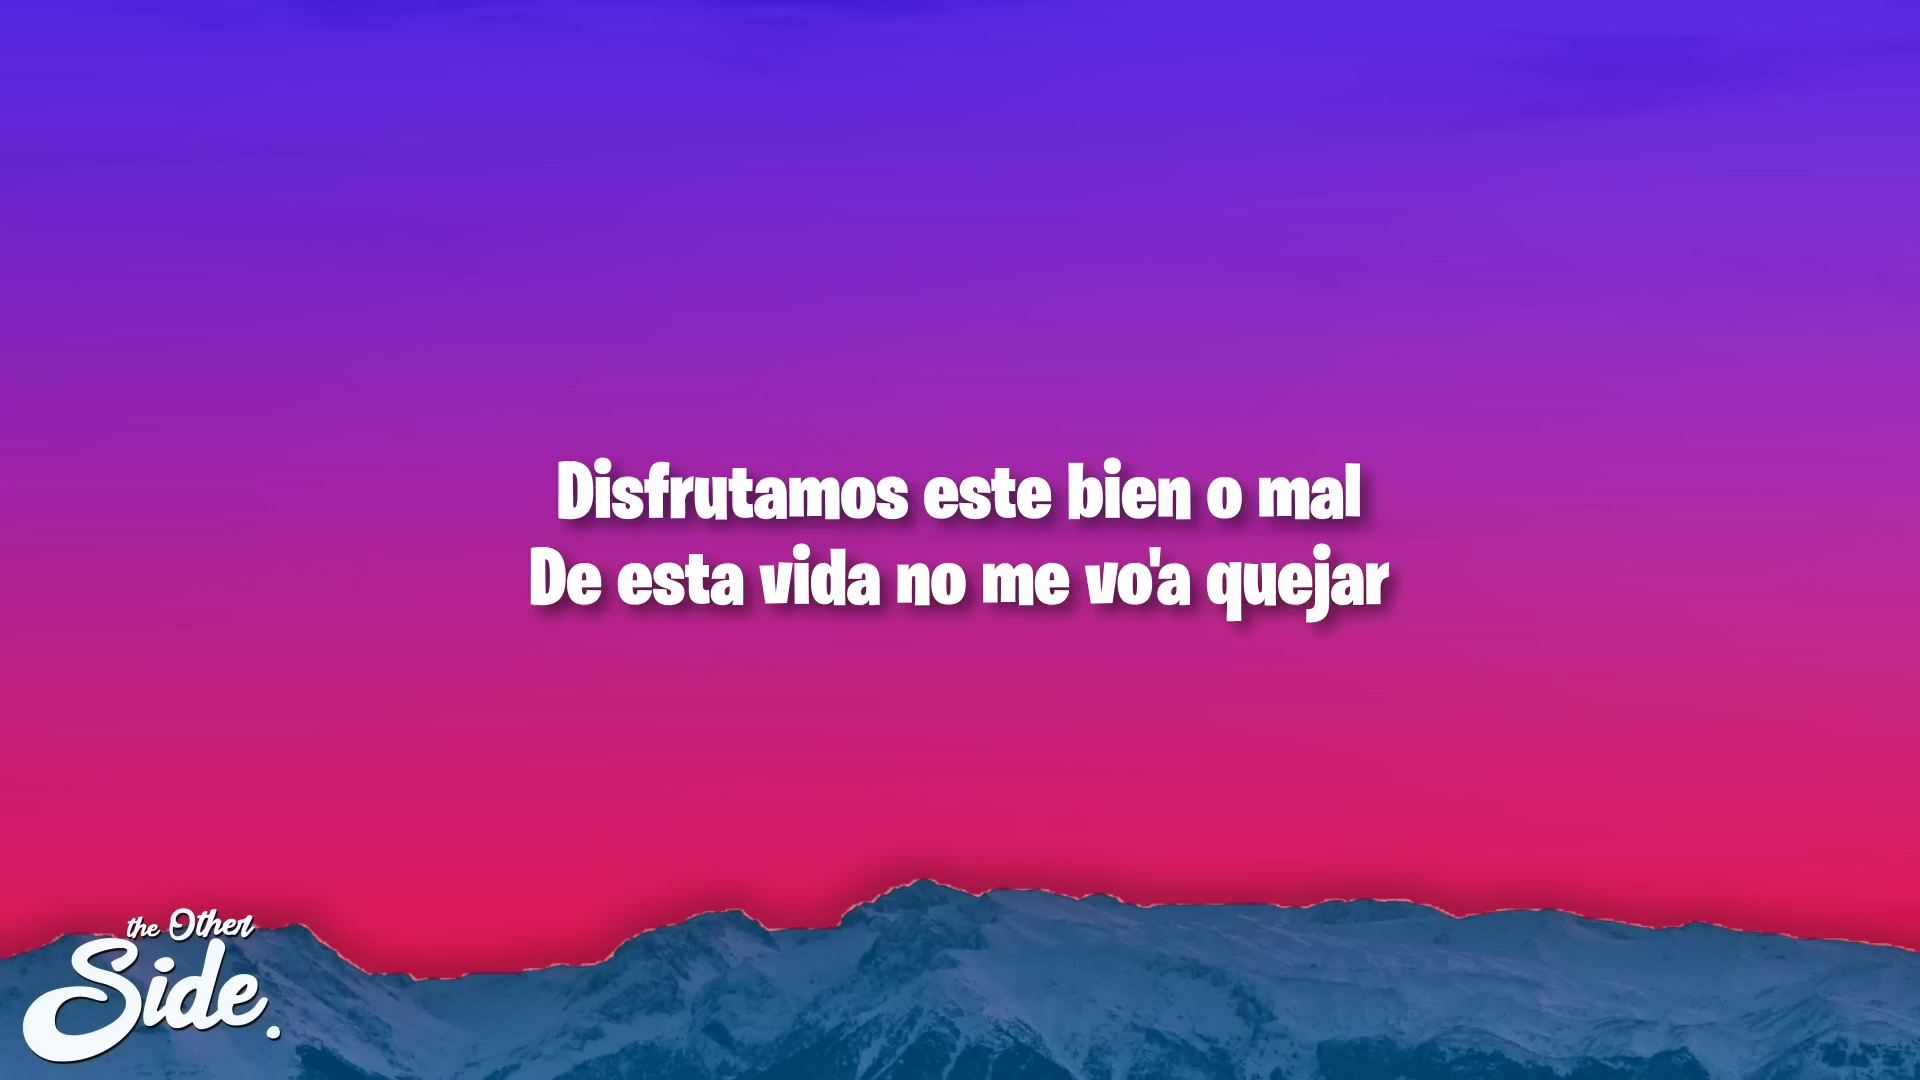 Disfrutamos este bien o mal
De esta vida no me vo'a quejar
the Other
Side.